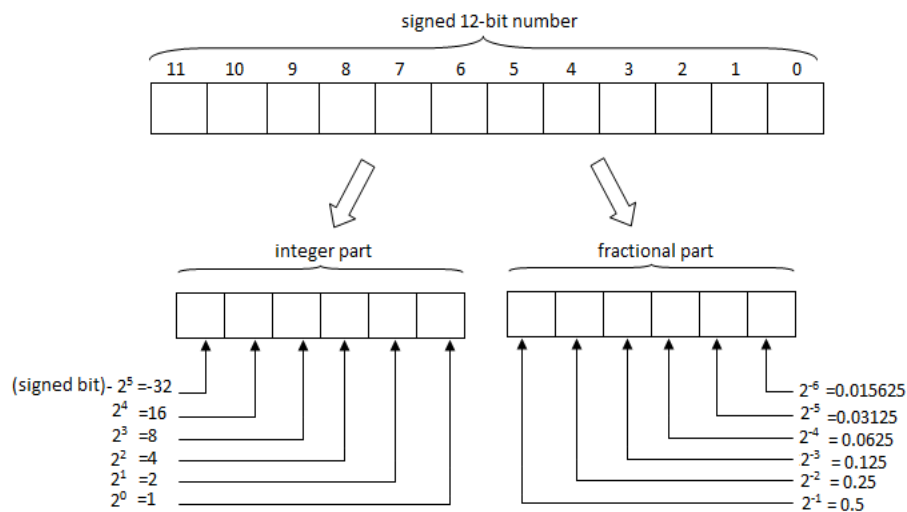 signed 12-bit number
11 10 9 8 7 6 5 4 3 2 1 0
integer part
fractional part
(signed bit)- 2⁵ =-32
2⁴ =16
2³ =8
2² =4
2¹ =2
2⁰ =1
2⁻⁶ =0.015625
2⁻⁵ =0.03125
2⁻⁴ = 0.0625
2⁻³ = 0.125
2⁻² = 0.25
2⁻¹ = 0.5